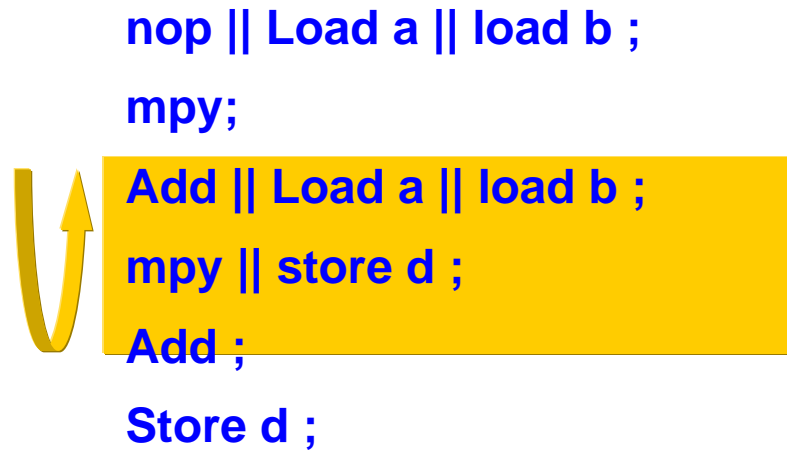 nop || Load a || load b ;
mpy;
Add || Load a || load b ;
mpy || store d ;
Add ;
Store d ;